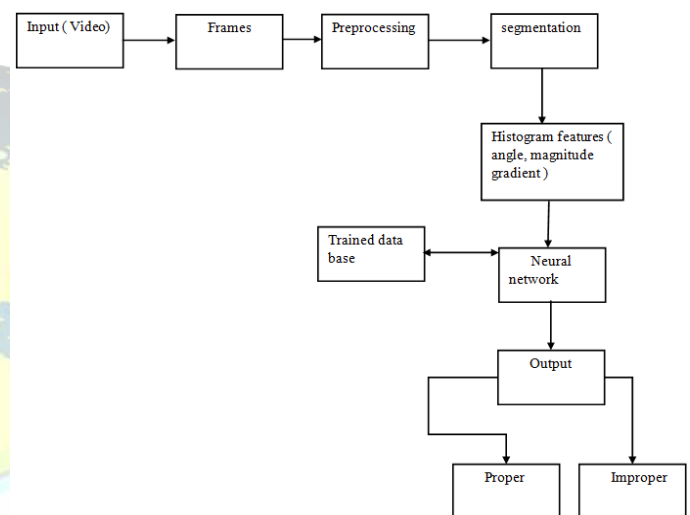 Input ( Video)
Frames
Preprocessing
segmentation
Histogram features (
angle, magnitude
gradient )
Trained data
base
Neural
network
Output
Proper
Improper